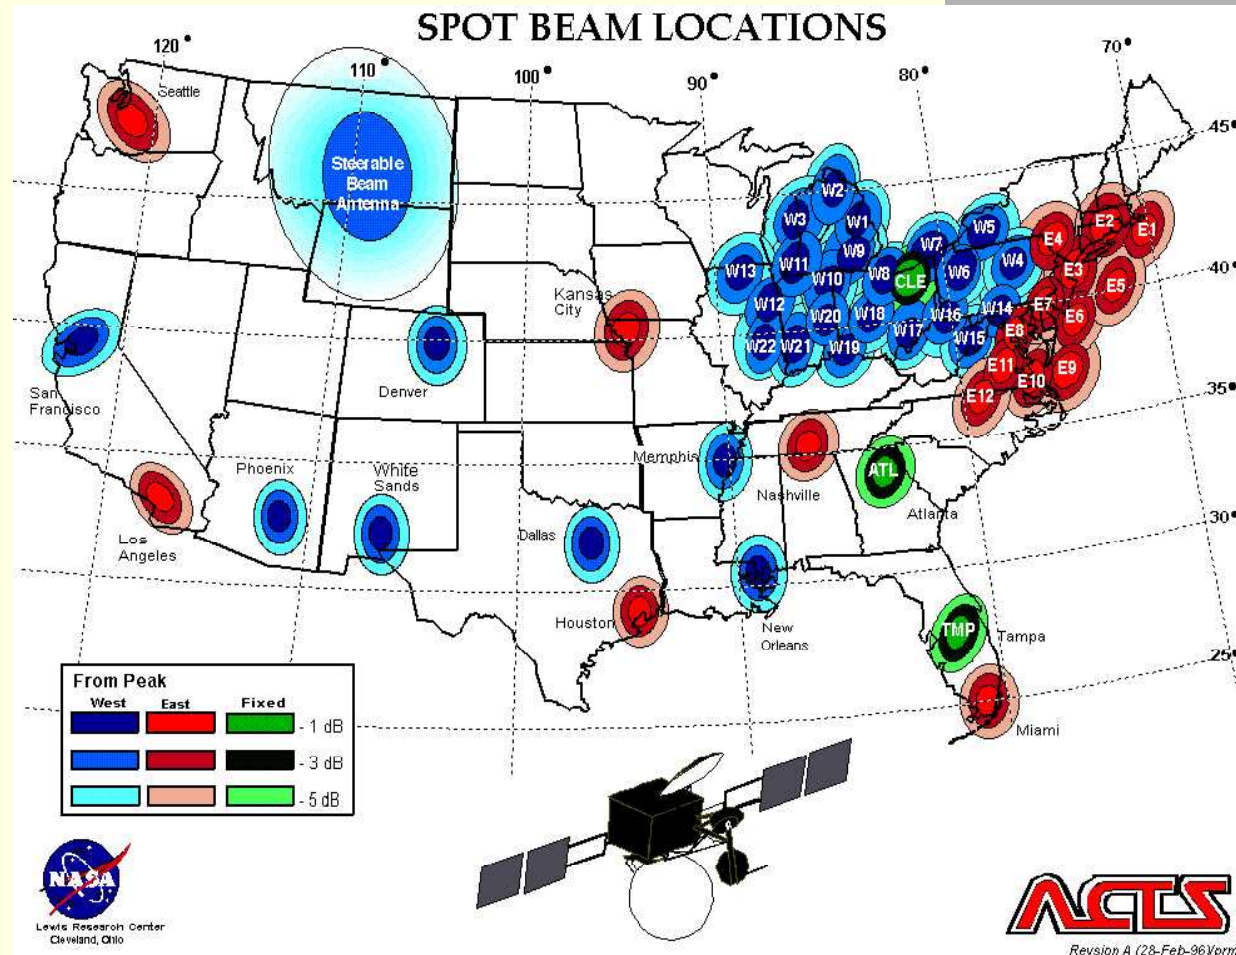 SPOT BEAM LOCATIONS
120°
110°
100°
90°
80°
70°
45°
40°
35°
30°
25°
Seattle
Steerable
Beam
Antenna
W2
W3
W1
W5
W7
W9
W4
W13
W11
W10
W8
CLE
W6
W12
W20
W18
W16
W14
W22
W21
W19
W17
W15
E2
E1
E4
E3
E5
E7
E6
E8
E11
E10
E9
E12
Kansas
City
San
Francisco
Denver
Phoenix
White
Sands
Memphis
Nashville
ATL
Atlanta
Los
Angeles
Dallas
Houston
New
Orleans
TMP
Tampa
Miami
From Peak
West East Fixed
- 1 dB
- 3 dB
- 5 dB
NASA
Lewis Research Center
Cleveland, Ohio
ACTS
Revsion A (28-Feb-96)